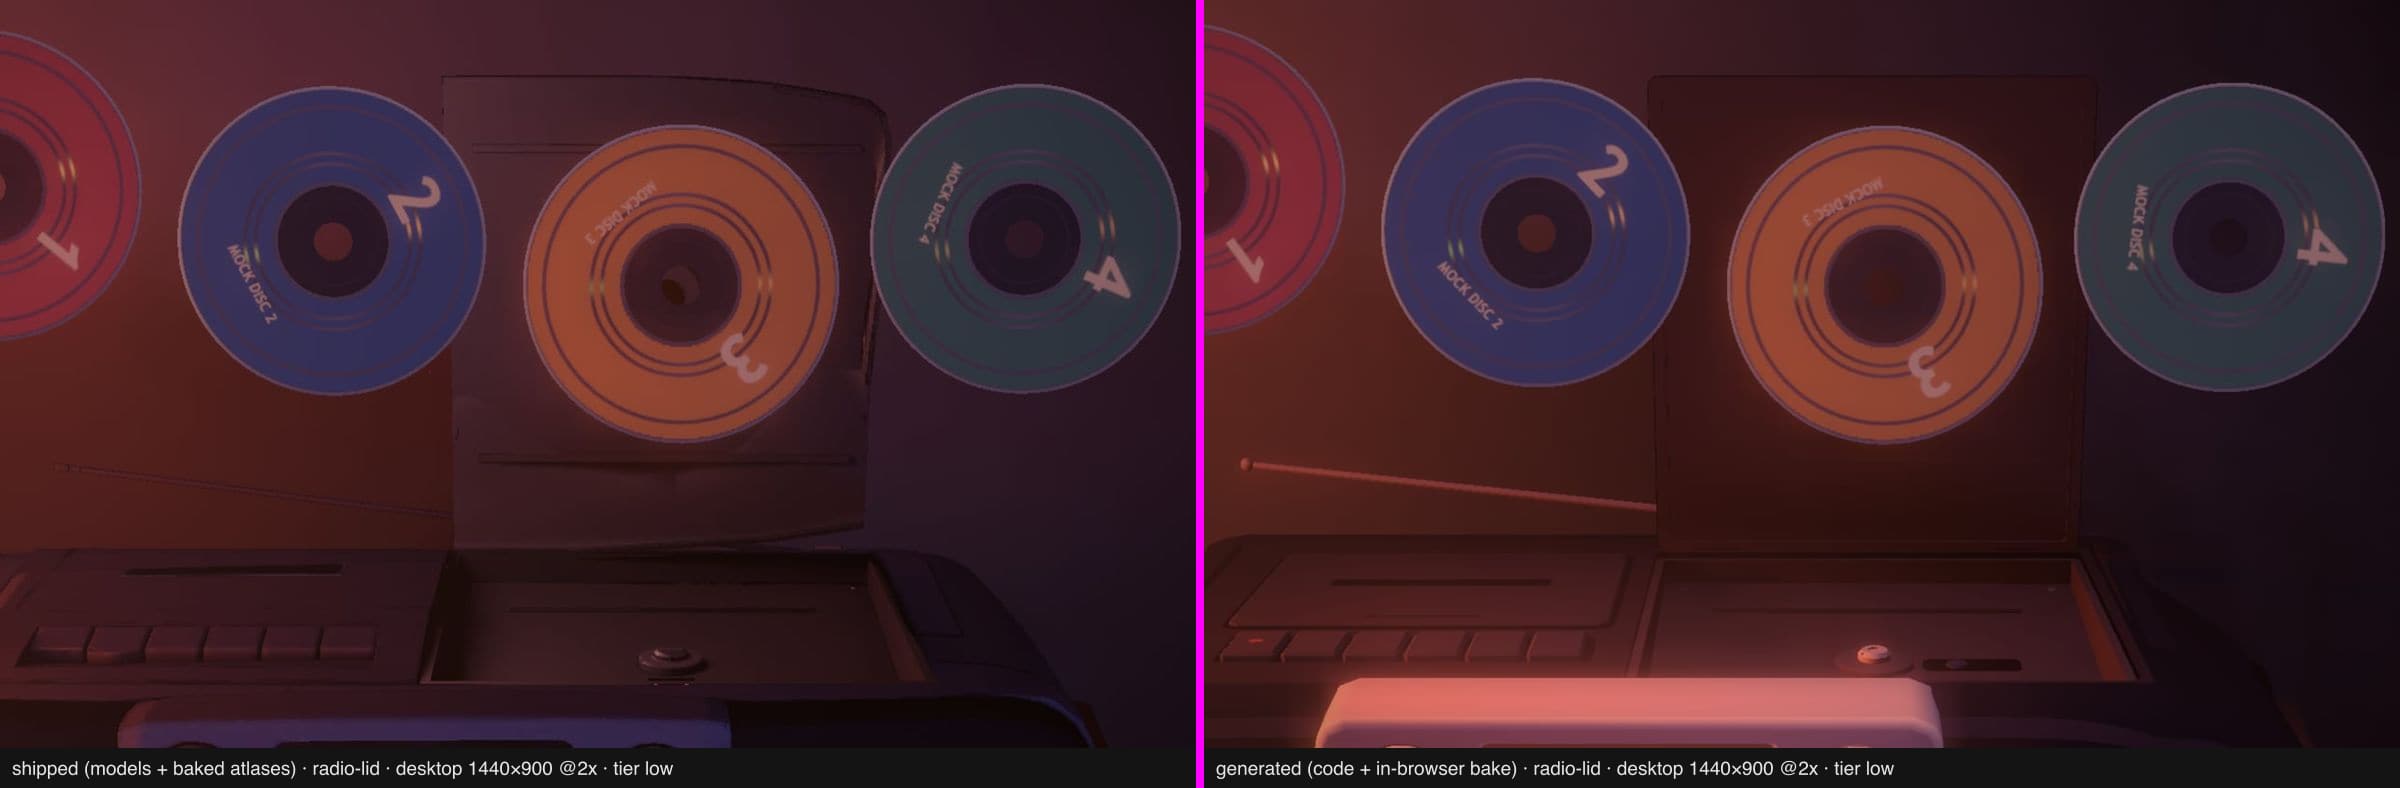 1
2
MOCK DISC 2
MOCK DISC 3
3
MOCK DISC 4
4
1
2
MOCK DISC 2
MOCK DISC 3
3
MOCK DISC 4
4
shipped (models + baked atlases) · radio-lid · desktop 1440×900 @2x · tier low
generated (code + in-browser bake) · radio-lid · desktop 1440×900 @2x · tier low